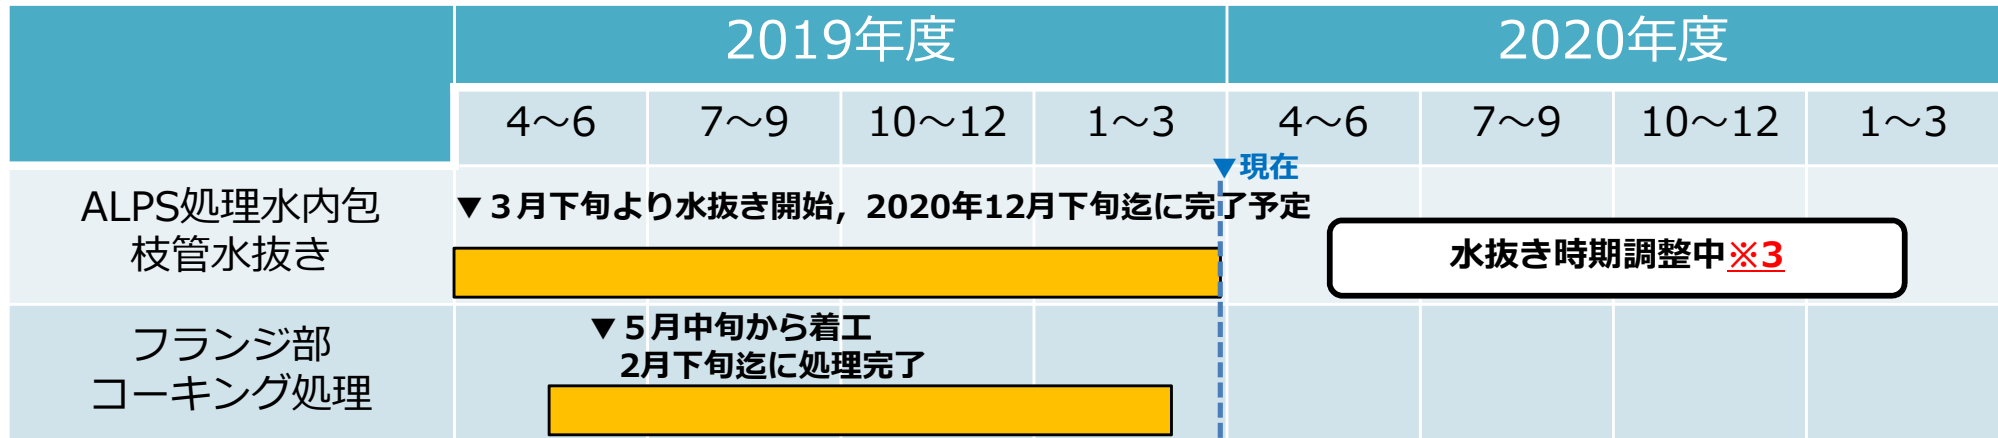 2019年度 2020年度
4～6 7～9 10～12 1～3 4～6 7～9 10～12 1～3
▼現在
ALPS処理水内包
枝管水抜き
▼３月下旬より水抜き開始，2020年12月下旬迄に完了予定
水抜き時期調整中※3
フランジ部
コーキング処理
▼５月中旬から着工
2月下旬迄に処理完了